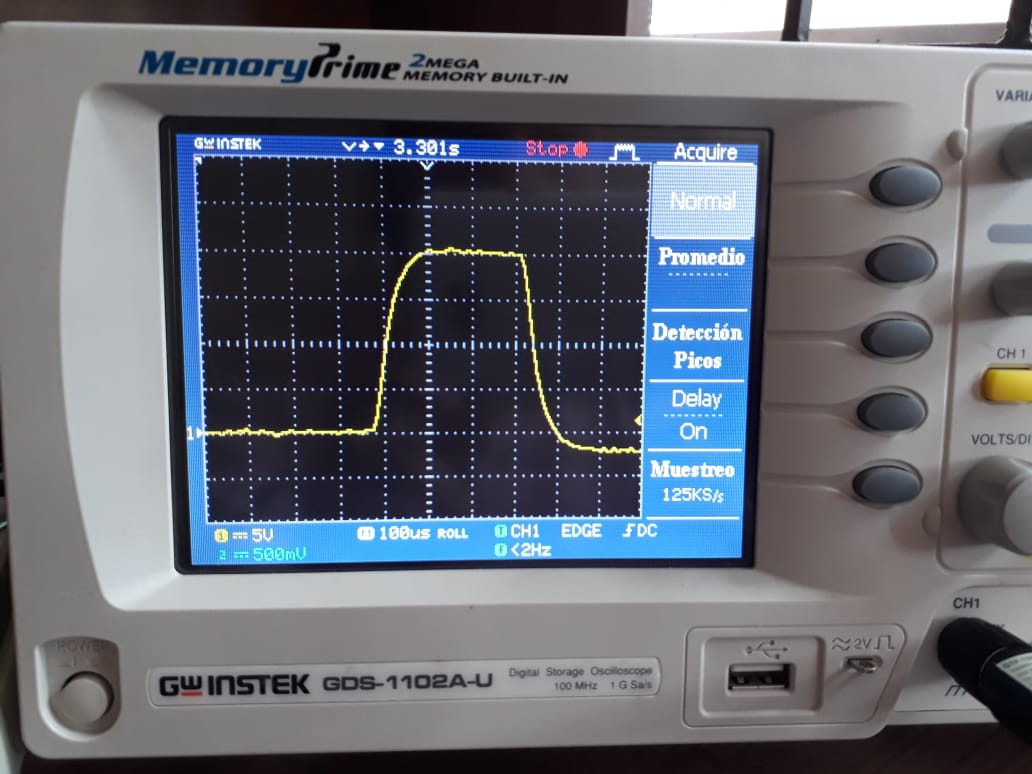 MemoryPrime 2MEGA
MEMORY BUILT-IN
VARIA
GW INSTEK
3.301s
Stop
Acquire
Normal
Promedio
Detección
Picos
Delay
On
Muestreo
125KS/s
1
1 5V
100us ROLL
CH1 EDGE DC
2 500mV
<2Hz
CH 1
VOLTS/DI
CH1
POWER
GW INSTEK GDS-1102A-U
Digital Storage Oscilloscope
100 MHz 1 G Sa/s
≈2V